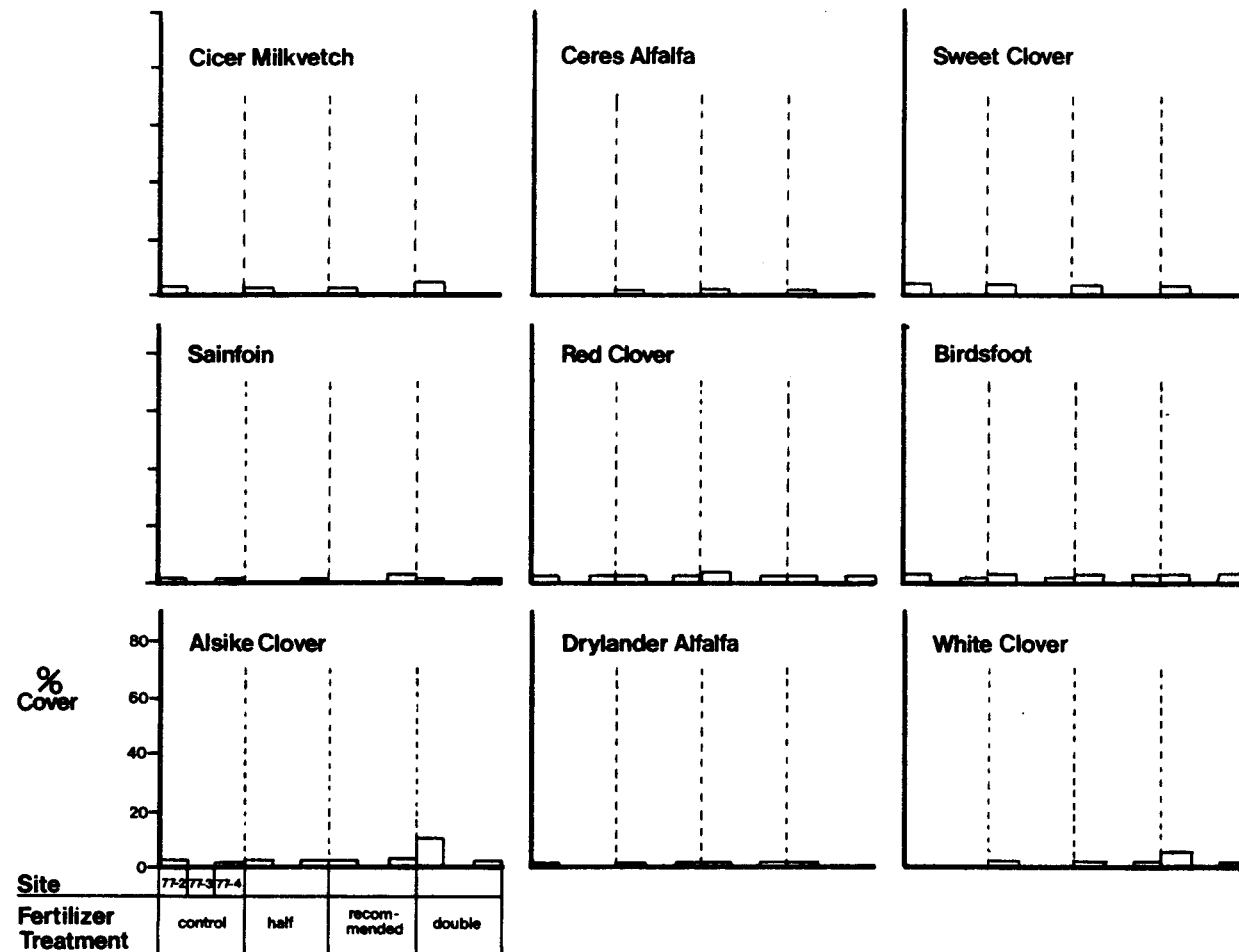 Cicer Milkvetch
Ceres Alfalfa
Sweet Clover
Sainfoin
Red Clover
Birdsfoot
Alsike Clover
Drylander Alfalfa
White Clover
80
60
40
20
0
%
Cover
Site
77-2 77-3 77-4
Fertilizer
Treatment
control
half
recom-
mended
double